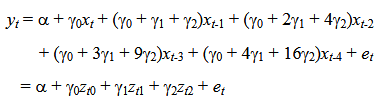 yₜ = α + γ₀xₜ + (γ₀ + γ₁ + γ₂)xₜ₋₁ + (γ₀ + 2γ₁ + 4γ₂)xₜ₋₂
+ (γ₀ + 3γ₁ + 9γ₂)xₜ₋₃ + (γ₀ + 4γ₁ + 16γ₂)xₜ₋₄ + eₜ
= α + γ₀zₜ₀ + γ₁zₜ₁ + γ₂zₜ₂ + eₜ